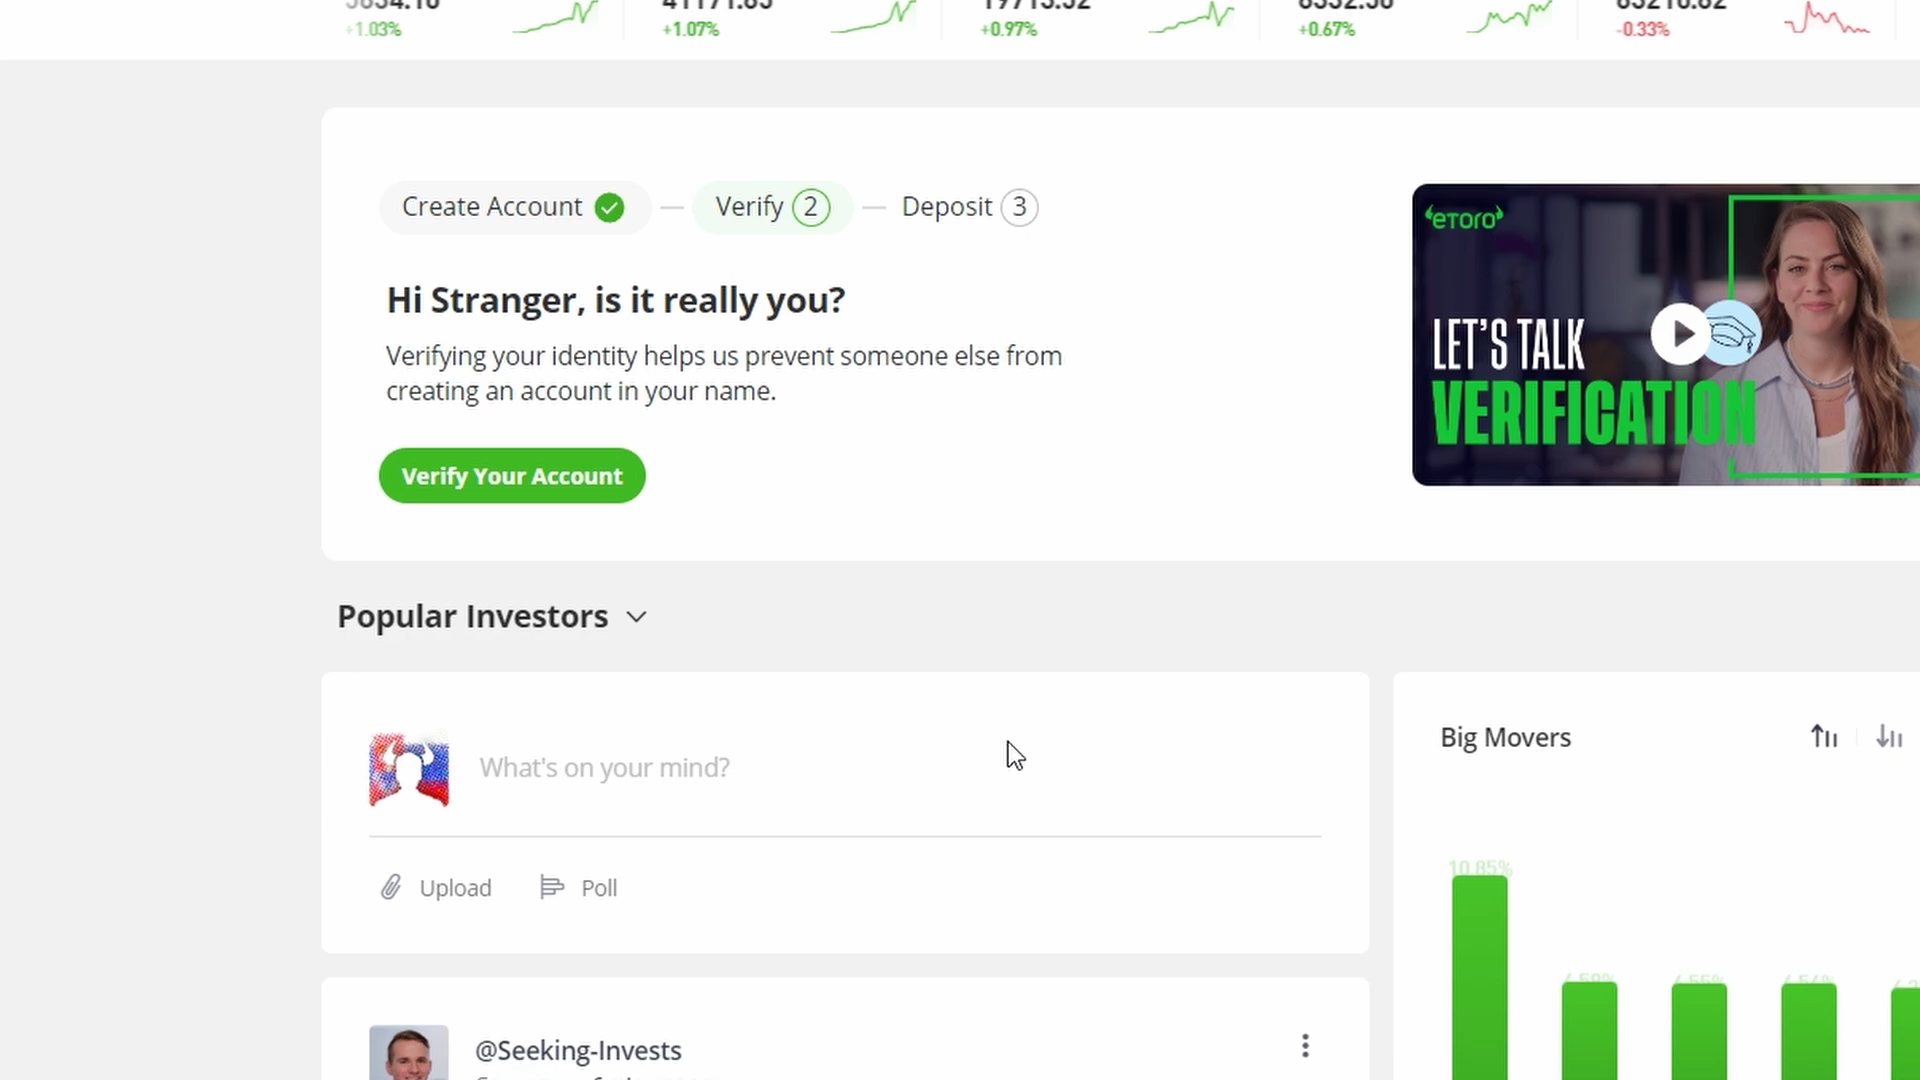 +1.03%
+1.07%
+0.97%
+0.67%
-0.33%
Create Account
Verify 2
Deposit 3
Hi Stranger, is it really you?
Verifying your identity helps us prevent someone else from
creating an account in your name.
Verify Your Account
eToro
LET'S TALK
VERIFICATION
Popular Investors
What's on your mind?
Upload
Poll
Big Movers
10.85%
@Seeking-Invests